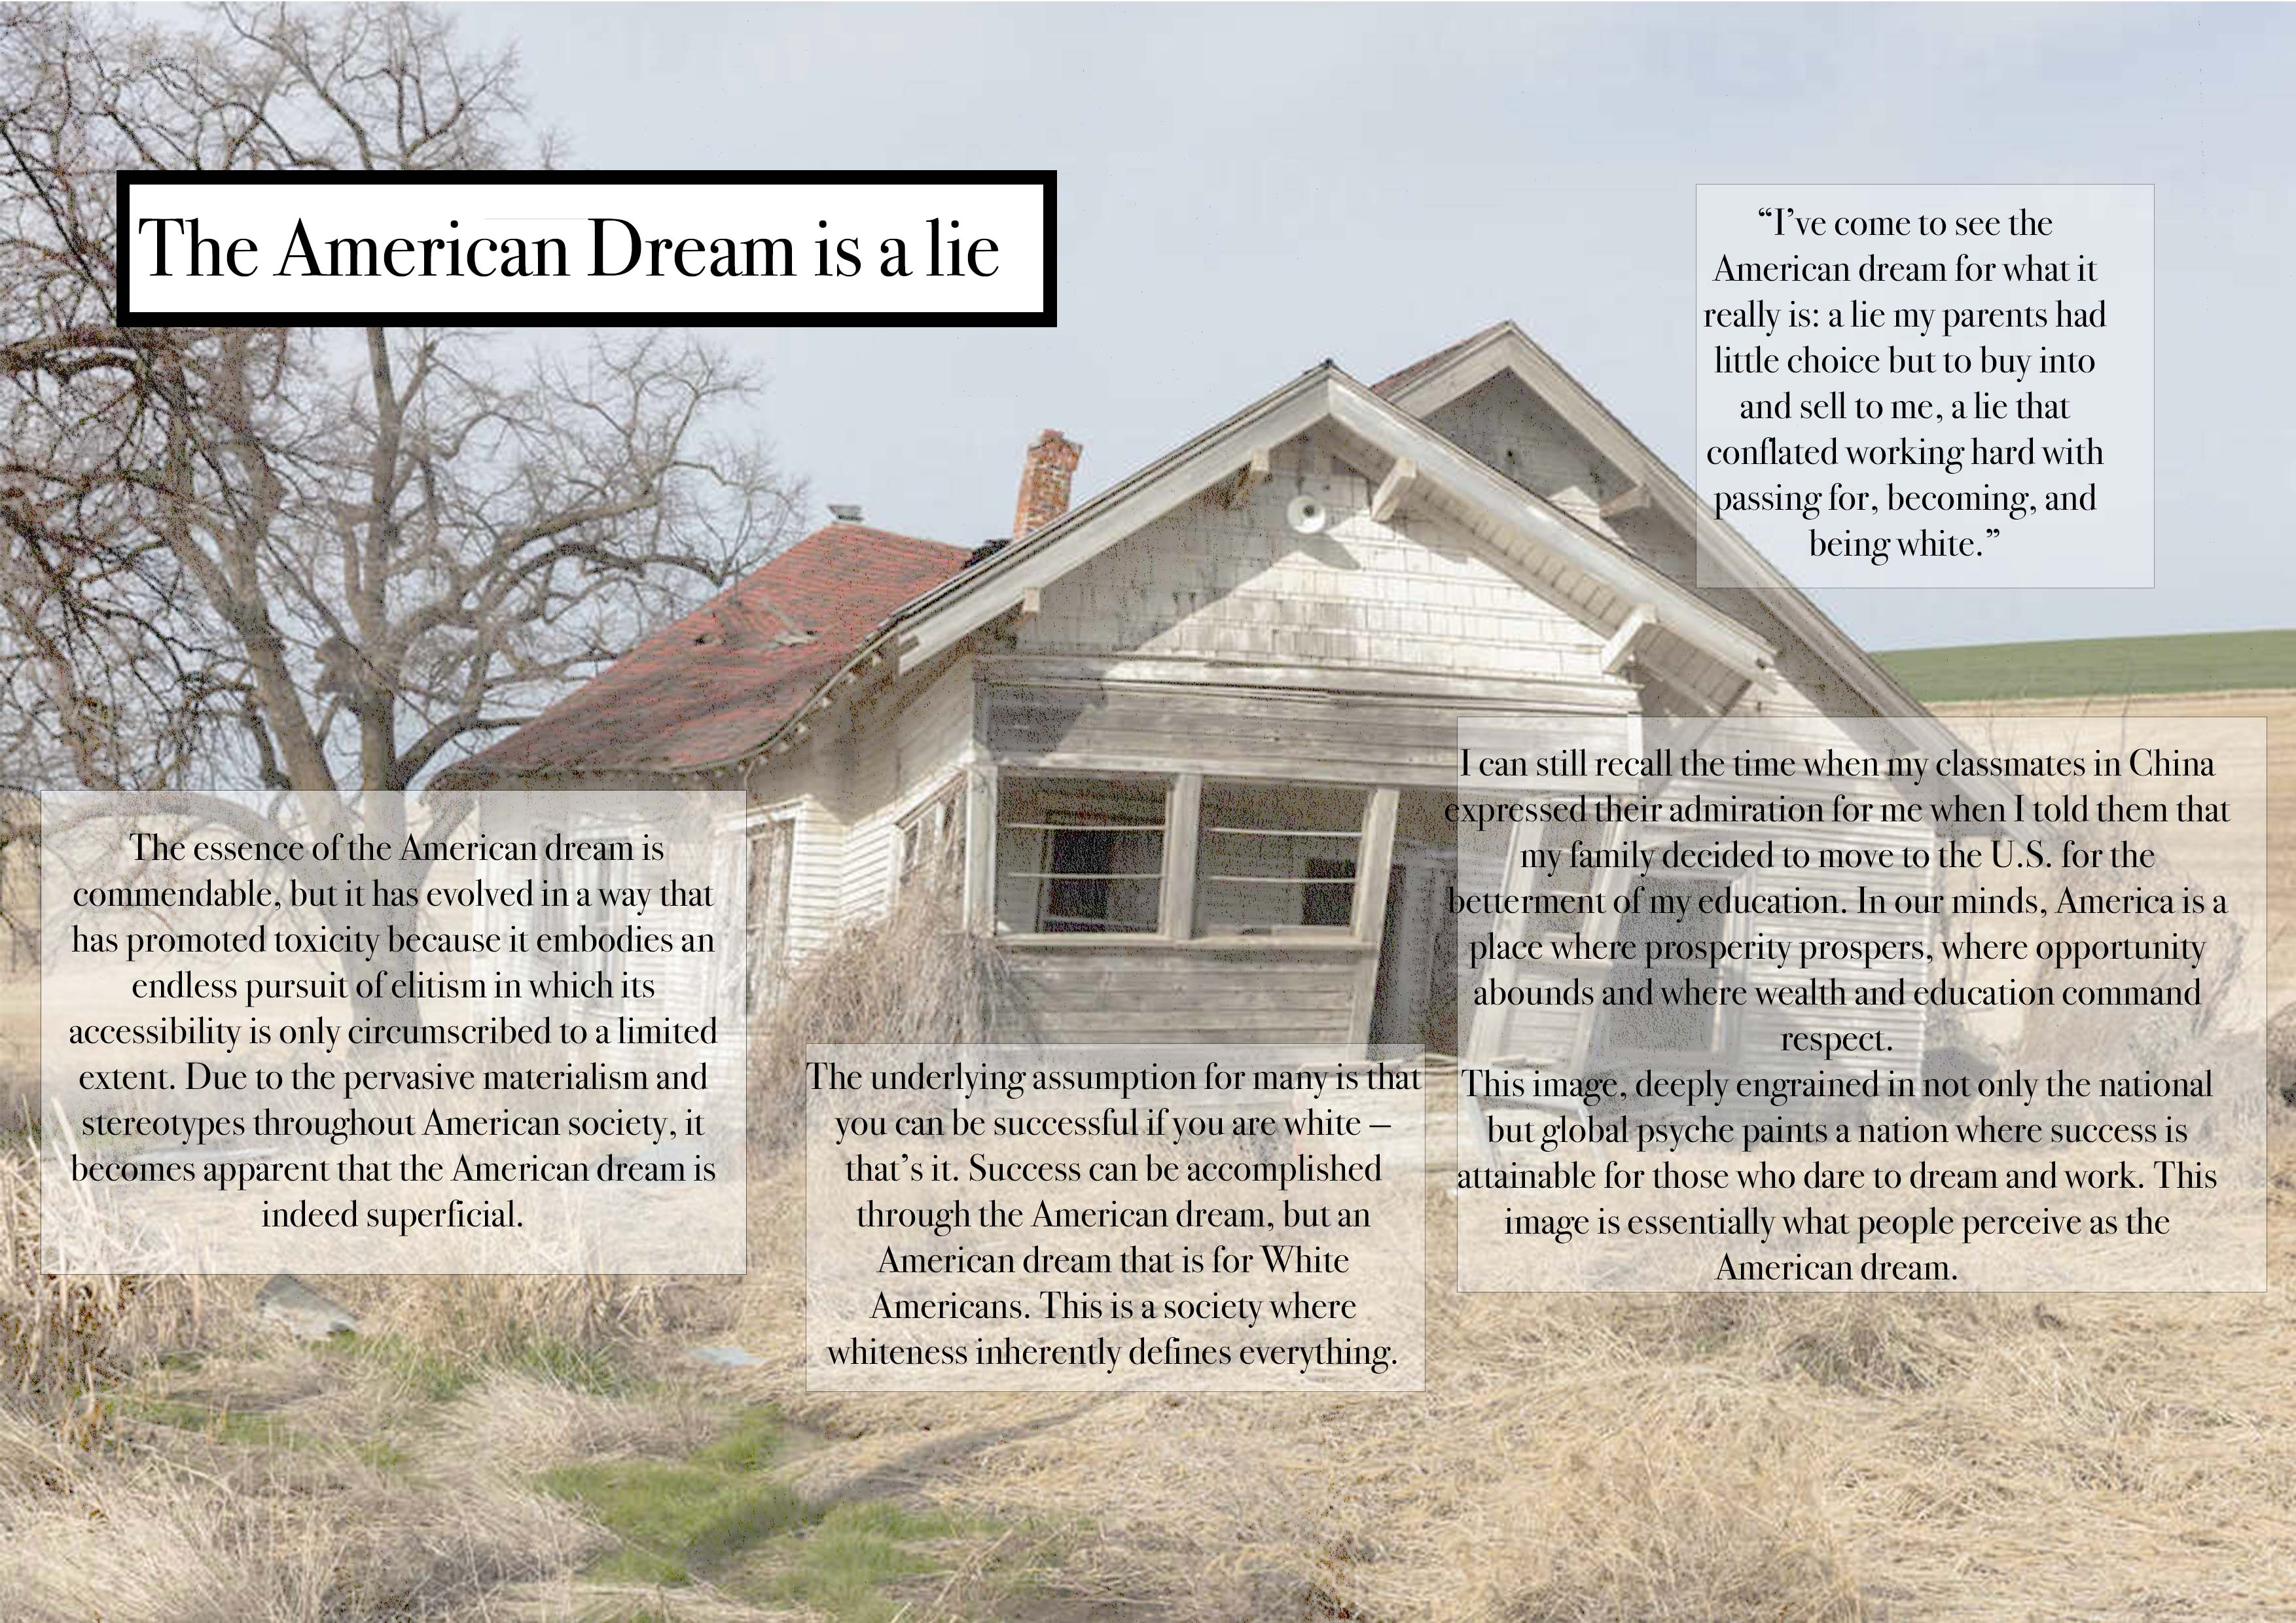 The American Dream is a lie
“I’ve come to see the
American dream for what it
really is: a lie my parents had
little choice but to buy into
and sell to me, a lie that
conflated working hard with
passing for, becoming, and
being white.”
The essence of the American dream is
commendable, but it has evolved in a way that
has promoted toxicity because it embodies an
endless pursuit of elitism in which its
accessibility is only circumscribed to a limited
extent. Due to the pervasive materialism and
stereotypes throughout American society, it
becomes apparent that the American dream is
indeed superficial.
The underlying assumption for many is that
you can be successful if you are white –
that’s it. Success can be accomplished
through the American dream, but an
American dream that is for White
Americans. This is a society where
whiteness inherently defines everything.
I can still recall the time when my classmates in China
expressed their admiration for me when I told them that
my family decided to move to the U.S. for the
betterment of my education. In our minds, America is a
place where prosperity prospers, where opportunity
abounds and where wealth and education command
respect.
This image, deeply engrained in not only the national
but global psyche paints a nation where success is
attainable for those who dare to dream and work. This
image is essentially what people perceive as the
American dream.